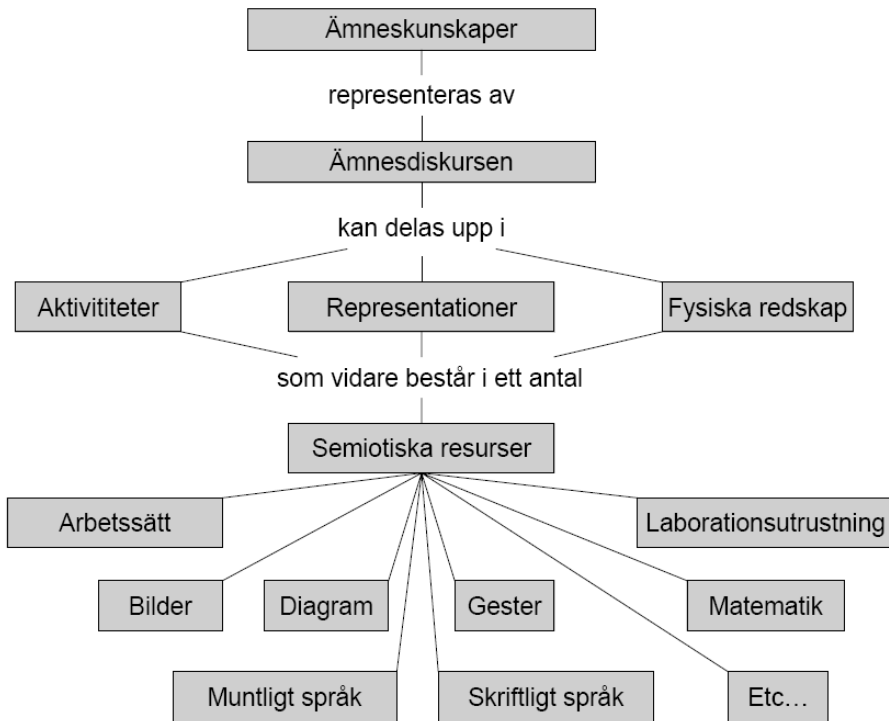 Ämneskunskaper
representeras av
Ämnesdiskursen
kan delas upp i
Aktivititeter
Representationer
Fysiska redskap
som vidare består i ett antal
Semiotiska resurser
Arbetssätt
Laborationsutrustning
Bilder
Diagram
Gester
Matematik
Muntligt språk
Skriftligt språk
Etc...